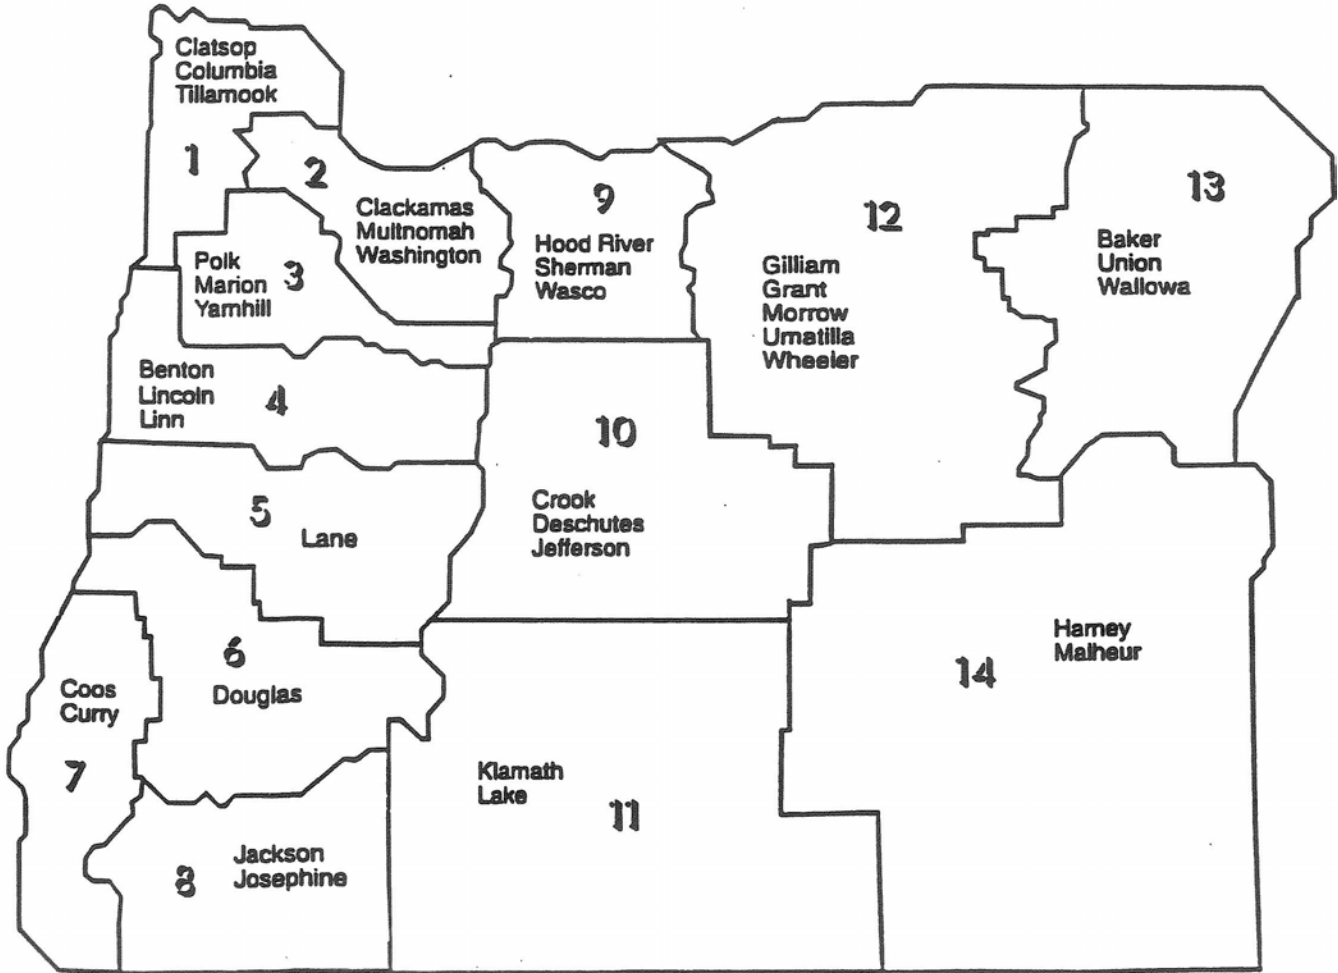 Clatsop
Columbia
Tillamook
1
2
Clackamas
Multnomah
Washington
Polk
Marion
Yamhill
3
9
Hood River
Sherman
Wasco
12
Gilliam
Grant
Morrow
Umatilla
Wheeler
13
Baker
Union
Wallowa
Benton
Lincoln
Linn
4
10
Crook
Deschutes
Jefferson
5
Lane
6
Douglas
Coos
Curry
7
8
Jackson
Josephine
Klamath
Lake
11
Harney
Malheur
14